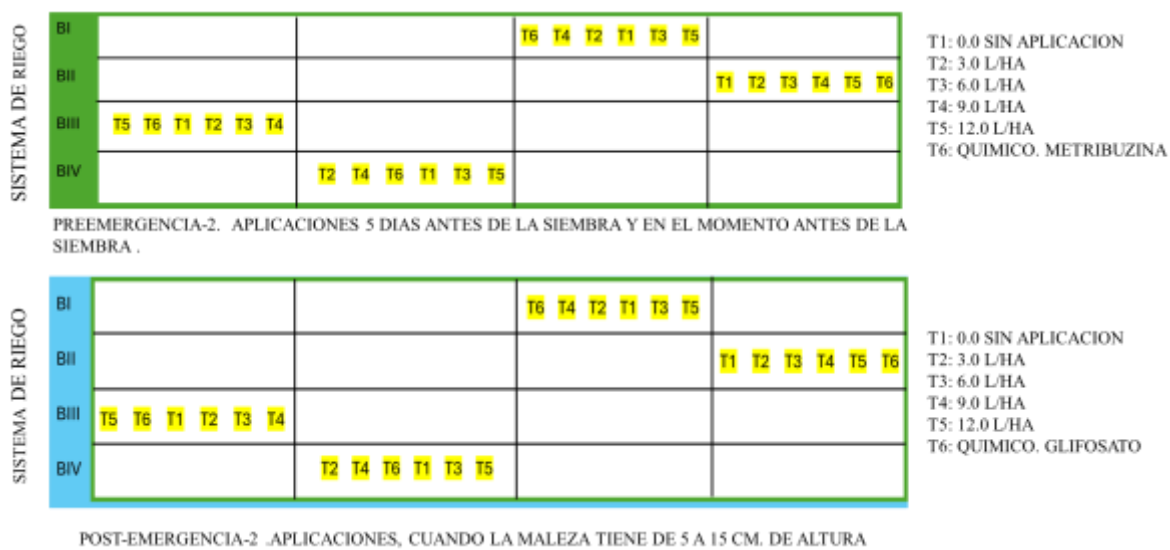 SISTEMA DE RIEGO
BI T6 T4 T2 T1 T3 T5
BII T1 T2 T3 T4 T5 T6
BIII T5 T6 T1 T2 T3 T4
BIV T2 T4 T6 T1 T3 T5
T1: 0.0 SIN APLICACION
T2: 3.0 L/HA
T3: 6.0 L/HA
T4: 9.0 L/HA
T5: 12.0 L/HA
T6: QUIMICO. METRIBUZINA
PREEMERGENCIA-2. APLICACIONES 5 DIAS ANTES DE LA SIEMBRA Y EN EL MOMENTO ANTES DE LA
SIEMBRA .
SISTEMA DE RIEGO
BI T6 T4 T2 T1 T3 T5
BII T1 T2 T3 T4 T5 T6
BIII T5 T6 T1 T2 T3 T4
BIV T2 T4 T6 T1 T3 T5
T1: 0.0 SIN APLICACION
T2: 3.0 L/HA
T3: 6.0 L/HA
T4: 9.0 L/HA
T5: 12.0 L/HA
T6: QUIMICO. GLIFOSATO
POST-EMERGENCIA-2 .APLICACIONES, CUANDO LA MALEZA TIENE DE 5 A 15 CM. DE ALTURA